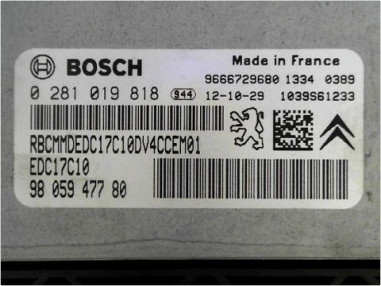 BOSCH
Made in France
9666729680 1334 0389
0 281 019 818 944 12-10-29 1039S61233
RBCMMDEDC17C10DV4CCEM01
EDC17C10
98 059 477 80